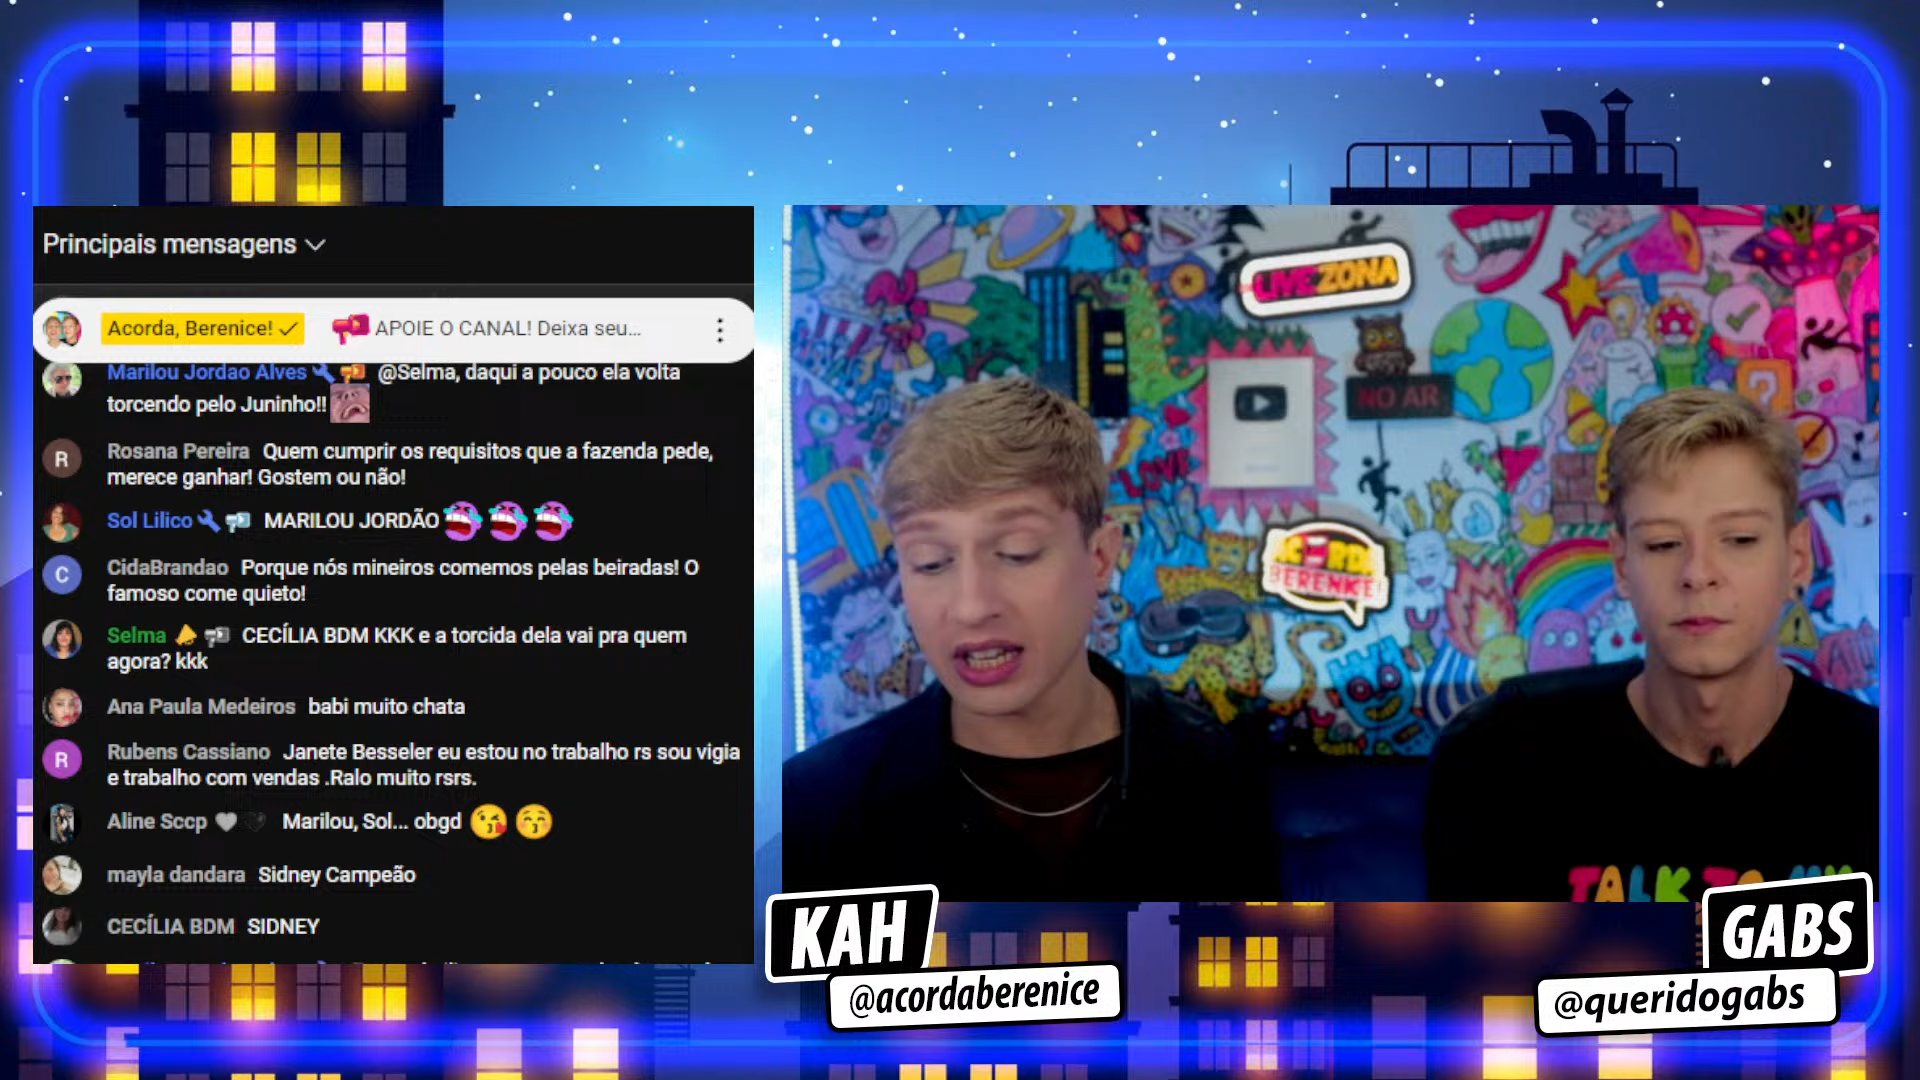 Principais mensagens
Acorda, Berenice! APOIE O CANAL! Deixa seu...
Marilou Jordao Alves @Selma, daqui a pouco ela volta
torcendo pelo Juninho!!
R Rosana Pereira Quem cumprir os requisitos que a fazenda pede,
merece ganhar! Gostem ou não!
Sol Lilico MARILOU JORDÃO
C CidaBrandao Porque nós mineiros comemos pelas beiradas! O
famoso come quieto!
Selma CECÍLIA BDM KKK e a torcida dela vai pra quem
agora? kkk
Ana Paula Medeiros babi muito chata
R Rubens Cassiano Janete Besseler eu estou no trabalho rs sou vigia
e trabalho com vendas .Ralo muito rsrs.
Aline Sccp Marilou, Sol... obgd
mayla dandara Sidney Campeão
CECÍLIA BDM SIDNEY
LIVEZONA
NO AR
LOVE
ACORDA
BERENICE!
TALK TO
KAH
@acordaberenice
GABS
@queridogabs